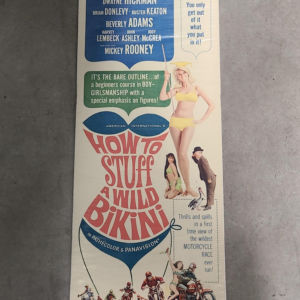 DWAYNE HICKMAN
BRIAN DONLEVY · BUSTER KEATON
BEVERLY ADAMS
HARVEY LEMBECK JOHN ASHLEY JODY McCREA
MICKEY ROONEY
You only
get out
of it
what
you put
in it!
IT'S THE BARE OUTLINE...of
a beginners course in BOY-
GIRLSMANSHIP with a
special emphasis on figures!
AMERICAN INTERNATIONAL'S
HOW TO
STUFF
A WILD
BIKINI
IN PATHECOLOR & PANAVISION
Thrills and spills
in a first
time view of
the wildest
MOTORCYCLE
RACE
ever
run!